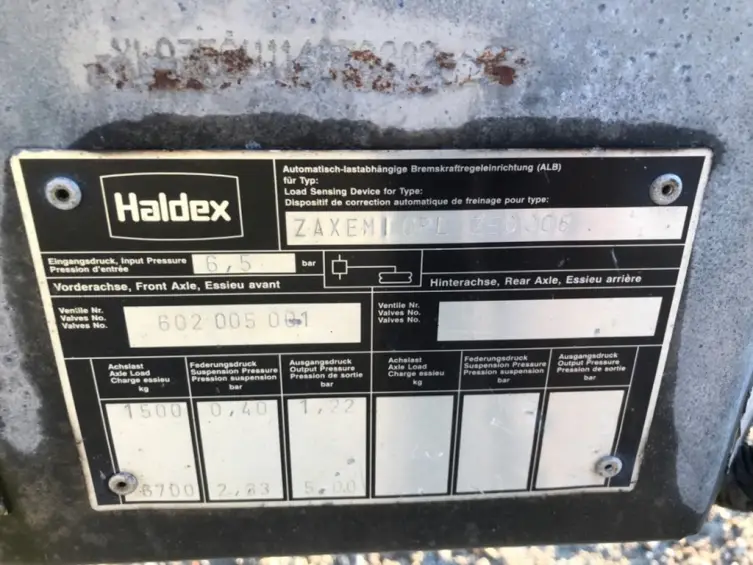 Haldex
Automatisch-lastabhängige Bremskraftregeleinrichtung (ALB)
für Typ:
Load Sensing Device for Type:
Dispositif de correction automatique de freinage pour type:
ZAXEMI
Eingangsdruck, Input Pressure
Pression d'entrée
6,5
bar
Vorderachse, Front Axle, Essieu avant
Hinterachse, Rear Axle, Essieu arrière
Ventile Nr.
Valves No.
Valves No.
602 005 001
Ventile Nr.
Valves No.
Valves No.
Achslast
Axle Load
Charge essieu
kg
Federungsdruck
Suspension Pressure
Pression suspension
bar
Ausgangsdruck
Output Pressure
Pression de sortie
bar
Achslast
Axle Load
Charge essieu
kg
Federungsdruck
Suspension Pressure
Pression suspension
bar
Ausgangsdruck
Output Pressure
Pression de sortie
bar
1500 0,40 1,22